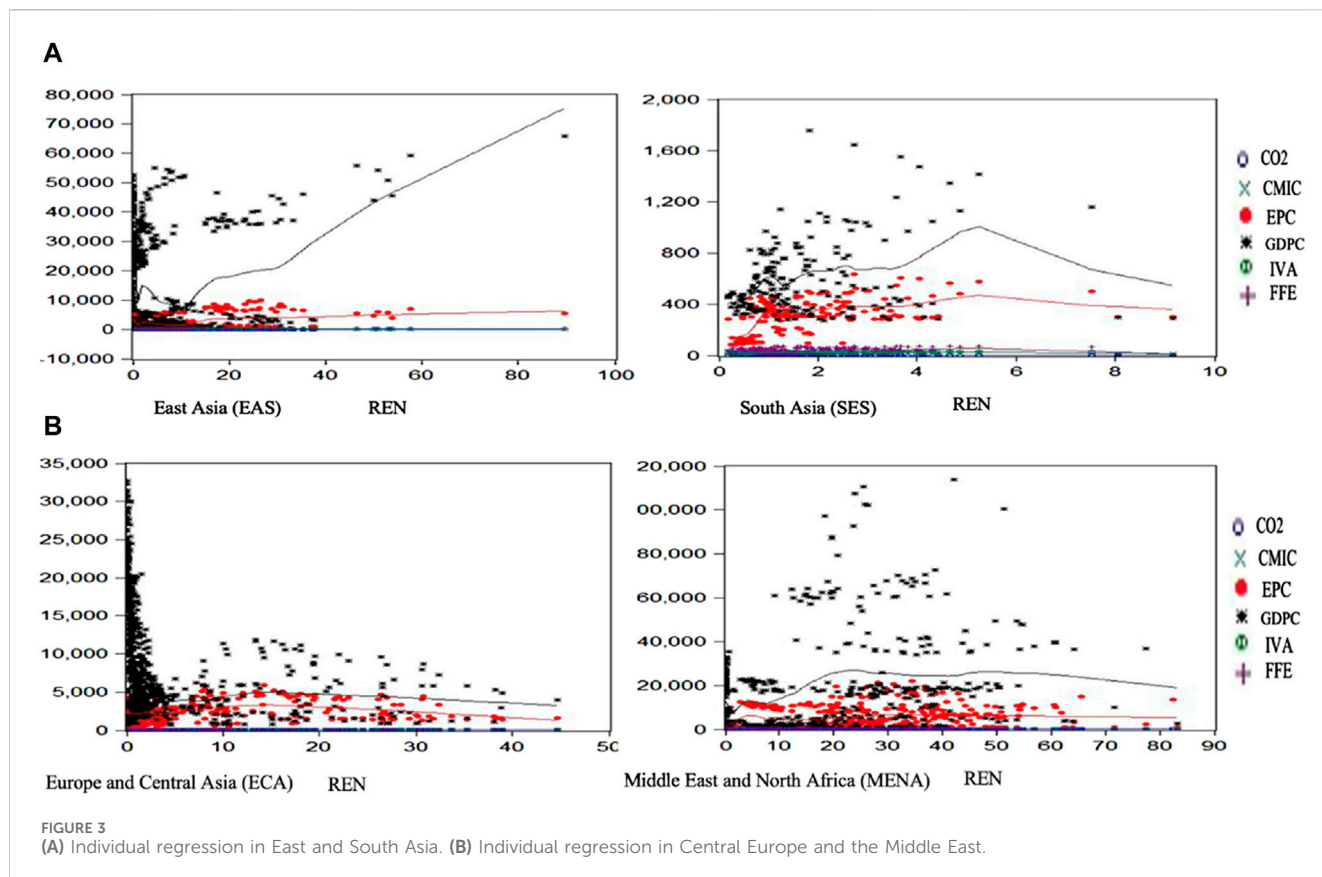 A
80,000
70,000
60,000
50,000
40,000
30,000
20,000
10,000
0
-10,000
0
20
40
60
80
100
East Asia (EAS) REN
2,000
1,600
1,200
800
400
0
0
2
4
6
8
10
South Asia (SES) REN
CO2
CMIC
EPC
GDPC
IVA
FFE
B
35,000
30,000
25,000
20,000
15,000
10,000
5,000
0
0
10
20
30
40
50
Europe and Central Asia (ECA) REN
20,000
00,000
80,000
60,000
40,000
20,000
0
0
10
20
30
40
50
60
70
80
90
Middle East and North Africa (MENA) REN
CO2
CMIC
EPC
GDPC
IVA
FFE
FIGURE 3
(A) Individual regression in East and South Asia. (B) Individual regression in Central Europe and the Middle East.